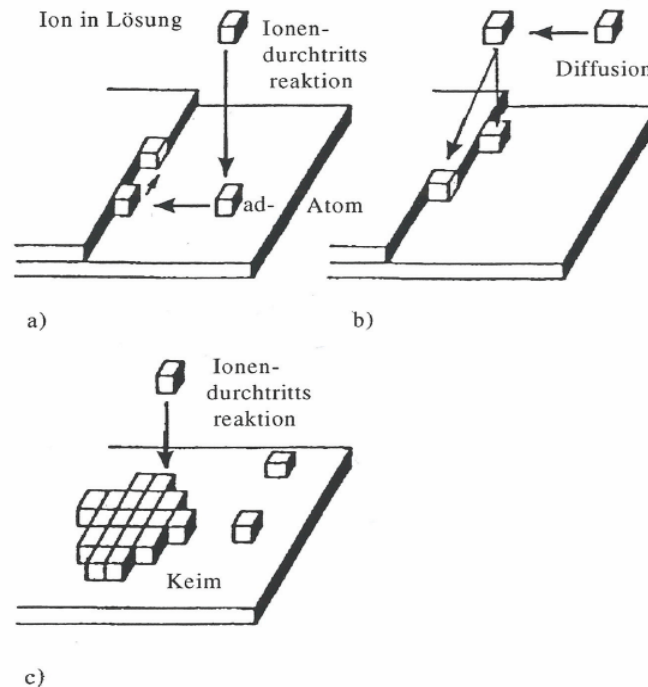 Ion in Lösung
Ionen-
durchtritts
reaktion
ad- Atom
a)
Diffusion
b)
Ionen-
durchtritts
reaktion
Keim
c)